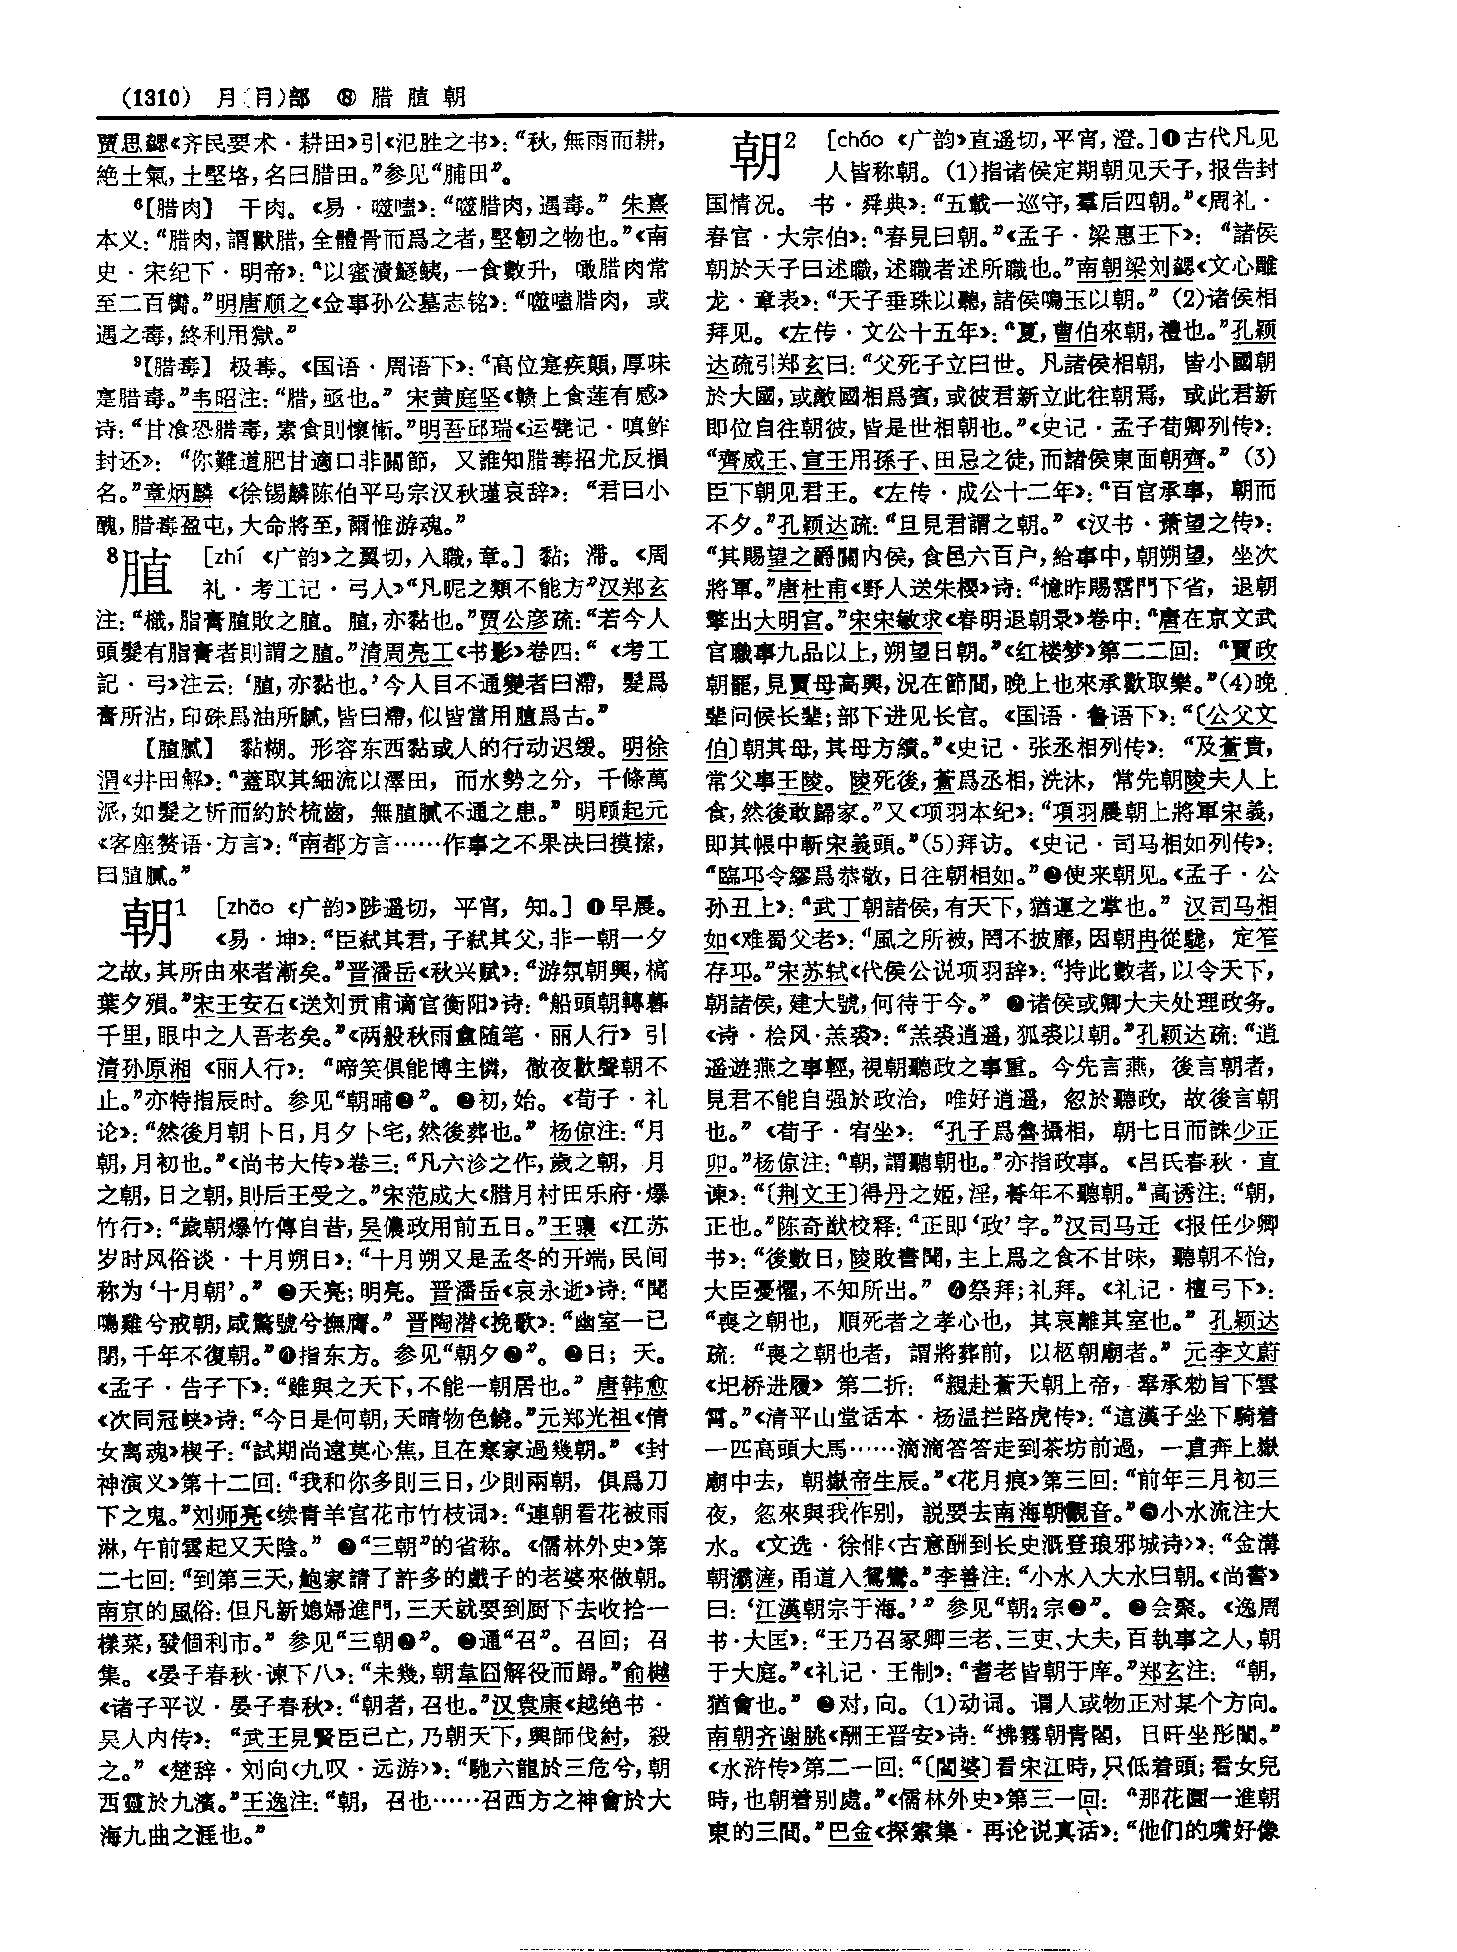 (1310) 月(⺝)部 ⑧ 腊 膱 朝
贾思勰《齐民要术·耕田》引《氾胜之书》：“秋，無雨而耕，
絶土氣，土堅垎，名曰腊田。”参见“脯田”。
⁶【腊肉】 干肉。《易·噬嗑》：“噬腊肉，遇毒。” 朱熹
本义：“腊肉，謂獸腊，全體骨而爲之者，堅韌之物也。”《南
史·宋纪下·明帝》：“以蜜漬鱁鮧，一食數升， 噉腊肉常
至二百臠。”明唐顺之《佥事孙公墓志铭》：“噬嗑腊肉， 或
遇之毒，終利用獄。”
⁹【腊毒】 极毒。《国语·周语下》：“高位寔疾顛，厚味
寔腊毒。”韦昭注：“腊，亟也。” 宋黄庭坚《赣上食莲有感》
诗：“甘飡恐腊毒，素食則懷慚。”明吾邱瑞《运甓记·嗔鲊
封还》： “你難道肥甘適口非關節， 又誰知腊毒招尤反損
名。”章炳麟 《徐锡麟陈伯平马宗汉秋瑾哀辞》： “君曰小
醜，腊毒盈屯，大命將至，爾惟游魂。”
⁸膱 [zhí 《广韵》之翼切，入職，章。] 黏； 滞。《周
礼·考工记·弓人》“凡昵之類不能方”汉郑玄
注：“樴，脂膏膱敗之膱。 膱，亦黏也。”贾公彦疏：“若今人
頭髮有脂膏者則謂之膱。”清周亮工《书影》卷四：“《考工
記·弓》注云：‘膱，亦黏也。’今人目不通變者曰滯， 髮爲
膏所沾，印硃爲油所膩，皆曰滯，似皆當用膱爲古。”
【膱膩】 黏糊。形容东西黏或人的行动迟缓。明徐
渭《井田解》：“蓋取其細流以澤田， 而水勢之分， 千條萬
派，如髮之析而約於梳齒， 無膱膩不通之患。” 明顾起元
《客座赘语·方言》：“南都方言……作事之不果决曰摸揉，
曰膱膩。”
朝¹ [zhāo 《广韵》陟遥切， 平宵， 知。] ❶早晨。
《易·坤》：“臣弑其君，子弑其父，非一朝一夕
之故，其所由來者漸矣。”晋潘岳《秋兴赋》：“游氛朝興，槁
葉夕殞。”宋王安石《送刘贡甫谪官衡阳》诗：“船頭朝轉暮
千里，眼中之人吾老矣。”《两般秋雨盦随笔·丽人行》 引
清孙原湘 《丽人行》： “啼笑俱能博主憐， 徹夜歡聲朝不
止。”亦特指辰时。参见“朝晡❷”。 ❷初，始。《荀子·礼
论》：“然後月朝卜日，月夕卜宅，然後葬也。” 杨倞注：“月
朝，月初也。”《尚书大传》卷三：“凡六沴之作，歲之朝， 月
之朝，日之朝，則后王受之。”宋范成大《腊月村田乐府·爆
竹行》：“歲朝爆竹傳自昔，吴儂政用前五日。”王骧 《江苏
岁时风俗谈·十月朔日》：“十月朔又是孟冬的开端，民间
称为‘十月朝’。” ❸天亮；明亮。晋潘岳《哀永逝》诗：“聞
鳴雞兮戒朝，咸驚號兮撫膺。” 晋陶潜《挽歌》：“幽室一已
閉，千年不復朝。”❹指东方。参见“朝夕❷”。 ❺日； 天。
《孟子·告子下》：“雖與之天下，不能一朝居也。” 唐韩愈
《次同冠峡》诗：“今日是何朝，天晴物色饒。”元郑光祖《倩
女离魂》楔子：“試期尚遠莫心焦，且在寒家過幾朝。” 《封
神演义》第十二回：“我和你多則三日，少則兩朝， 俱爲刀
下之鬼。”刘师亮《续青羊宫花市竹枝词》：“連朝看花被雨
淋，午前雲起又天陰。” ❻“三朝”的省称。《儒林外史》第
二七回：“到第三天，鮑家請了許多的戲子的老婆來做朝。
南京的風俗：但凡新媳婦進門，三天就要到厨下去收拾一
樣菜，發個利市。” 参见“三朝❷”。 ❼通“召”。召回； 召
集。《晏子春秋·谏下八》：“未幾，朝韋囧解役而歸。”俞樾
《诸子平议·晏子春秋》：“朝者，召也。”汉袁康《越绝书·
吴人内传》： “武王見賢臣已亡，乃朝天下，興師伐紂， 殺
之。” 《楚辞·刘向〈九叹·远游〉》：“馳六龍於三危兮，朝
西靈於九濱。”王逸注：“朝， 召也……召西方之神會於大
海九曲之涯也。”
朝² [cháo 《广韵》直遥切，平宵，澄。]❶古代凡见
人皆称朝。(1)指诸侯定期朝见天子，报告封
国情况。 书·舜典》：“五載一巡守，羣后四朝。”《周礼·
春官·大宗伯》：“春見曰朝。”《孟子·梁惠王下》： “諸侯
朝於天子曰述職，述職者述所職也。”南朝梁刘勰《文心雕
龙·章表》：“天子垂珠以聽，諸侯鳴玉以朝。” (2)诸侯相
拜见。《左传·文公十五年》：“夏，曹伯來朝，禮也。”孔颖
达疏引郑玄曰：“父死子立曰世。凡諸侯相朝， 皆小國朝
於大國，或敵國相爲賓，或彼君新立此往朝焉， 或此君新
即位自往朝彼，皆是世相朝也。”《史记·孟子荀卿列传》：
“齊威王、宣王用孫子、田忌之徒，而諸侯東面朝齊。” (3)
臣下朝见君王。《左传·成公十二年》：“百官承事， 朝而
不夕。”孔颖达疏：“旦見君謂之朝。” 《汉书·萧望之传》：
“其賜望之爵關内侯，食邑六百户，給事中，朝朔望， 坐次
將軍。”唐杜甫《野人送朱樱》诗：“憶昨賜霑門下省， 退朝
擎出大明宫。”宋宋敏求《春明退朝录》卷中：“唐在京文武
官職事九品以上，朔望日朝。”《红楼梦》第二二回： “賈政
朝罷，見賈母高興，况在節間，晚上也來承歡取樂。”(4)晚
辈问候长辈；部下进见长官。《国语·鲁语下》：“〔公父文
伯〕朝其母，其母方績。”《史记·张丞相列传》： “及蒼貴，
常父事王陵。陵死後，蒼爲丞相，洗沐， 常先朝陵夫人上
食，然後敢歸家。”又《项羽本纪》：“項羽晨朝上將軍宋義，
即其帳中斬宋義頭。”(5)拜访。《史记·司马相如列传》：
“臨邛令繆爲恭敬，日往朝相如。”❷使来朝见。《孟子·公
孙丑上》：“武丁朝諸侯，有天下，猶運之掌也。” 汉司马相
如《难蜀父老》：“風之所被，罔不披靡，因朝冉從駹， 定笮
存邛。”宋苏轼《代侯公说项羽辞》：“持此數者，以令天下，
朝諸侯，建大號，何待于今。” ❸诸侯或卿大夫处理政务。
《诗·桧风·羔裘》：“羔裘逍遥，狐裘以朝。”孔颖达疏：“逍
遥遊燕之事輕，視朝聽政之事重。今先言燕， 後言朝者，
見君不能自强於政治， 唯好逍遥， 忽於聽政， 故後言朝
也。” 《荀子·宥坐》： “孔子爲魯攝相， 朝七日而誅少正
卯。”杨倞注：“朝，謂聽朝也。”亦指政事。《吕氏春秋·直
谏》：“〔荆文王〕得丹之姬，淫，朞年不聽朝。”高诱注：“朝，
正也。”陈奇猷校释：“正即‘政’字。”汉司马迁 《报任少卿
书》：“後數日，陵敗書聞，主上爲之食不甘味， 聽朝不怡，
大臣憂懼，不知所出。” ❹祭拜；礼拜。《礼记·檀弓下》：
“喪之朝也， 順死者之孝心也， 其哀離其室也。” 孔颖达
疏： “喪之朝也者， 謂將葬前， 以柩朝廟者。” 元李文蔚
《圯桥进履》 第二折： “親赴蒼天朝上帝， 奉承勑旨下雲
霄。”《清平山堂话本·杨温拦路虎传》：“這漢子坐下騎着
一匹高頭大馬……滴滴答答走到茶坊前過， 一直奔上嶽
廟中去， 朝嶽帝生辰。”《花月痕》第三回：“前年三月初三
夜， 忽來與我作别， 説要去南海朝觀音。”❺小水流注大
水。《文选·徐悱〈古意酬到长史溉登琅邪城诗〉》：“金溝
朝灞滻，甬道入鴛鸞。”李善注：“小水入大水曰朝。《尚書》
曰：‘江漢朝宗于海。’” 参见“朝₂宗❷”。 ❻会聚。《逸周
书·大匡》：“王乃召冢卿三老、三吏、大夫，百執事之人，朝
于大庭。”《礼记·王制》：“耆老皆朝于庠。”郑玄注： “朝，
猶會也。” ❼对，向。(1)动词。谓人或物正对某个方向。
南朝齐谢朓《酬王晋安》诗：“拂霧朝青閣， 日旰坐彤闈。”
《水浒传》第二一回：“〔閻婆〕看宋江時，只低着頭；看女兒
時，也朝着别處。”《儒林外史》第三一回： “那花園一進朝
東的三間。”巴金《探索集·再论说真话》：“他们的嘴好像